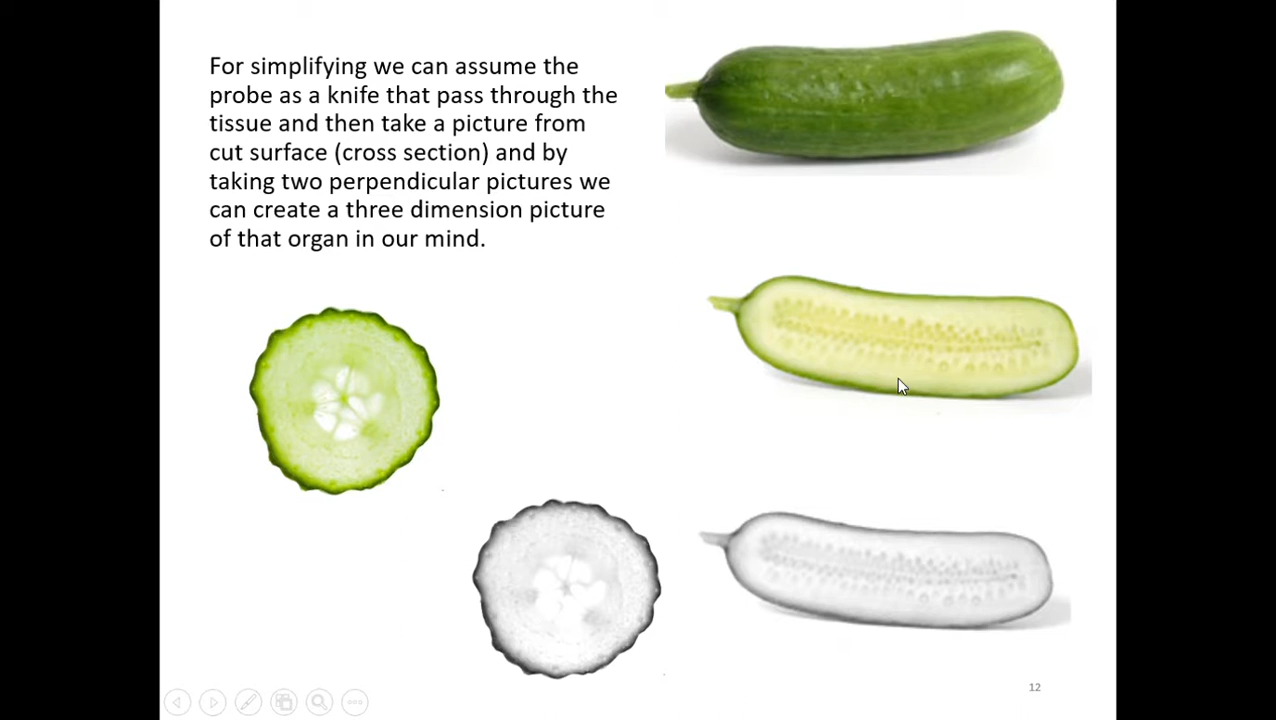 For simplifying we can assume the
probe as a knife that pass through the
tissue and then take a picture from
cut surface (cross section) and by
taking two perpendicular pictures we
can create a three dimension picture
of that organ in our mind.
12